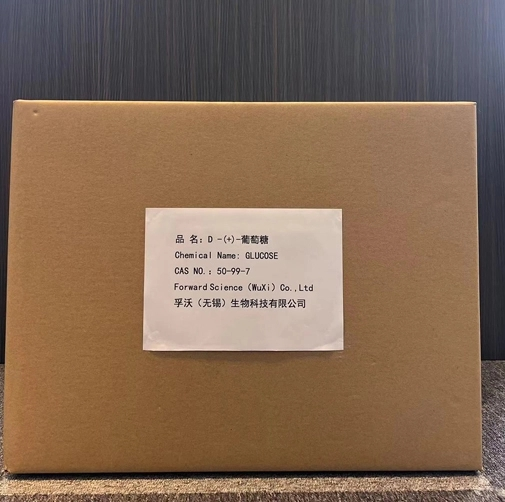 品 名：D -(+)-葡萄糖
Chemical Name: GLUCOSE
CAS NO.：50-99-7
Forward Science（WuXi）Co.,Ltd
孚沃（无锡）生物科技有限公司